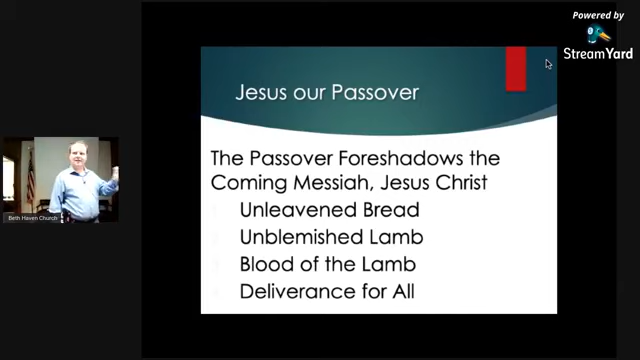 Powered by
StreamYard
Jesus our Passover
The Passover Foreshadows the
Coming Messiah, Jesus Christ
Unleavened Bread
Unblemished Lamb
Blood of the Lamb
Deliverance for All
Beth Haven Church